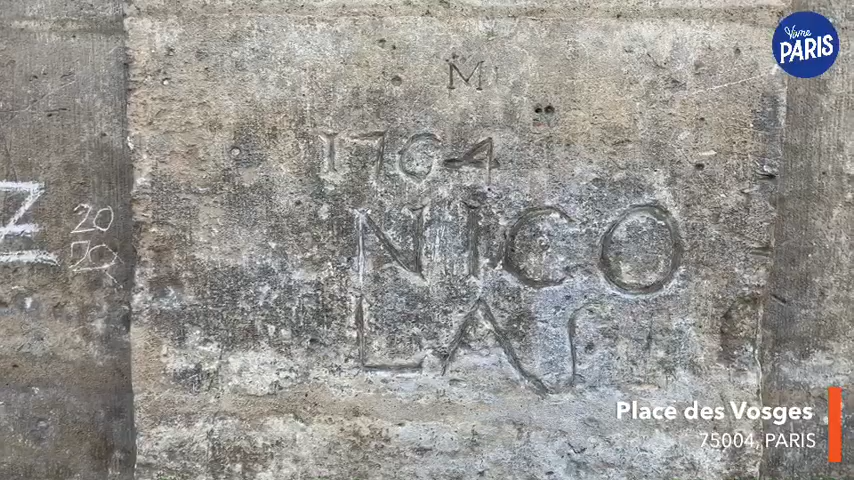 Vivre
PARIS
M
1764
NICO
LAS
Z
20
20
Place des Vosges
75004, PARIS